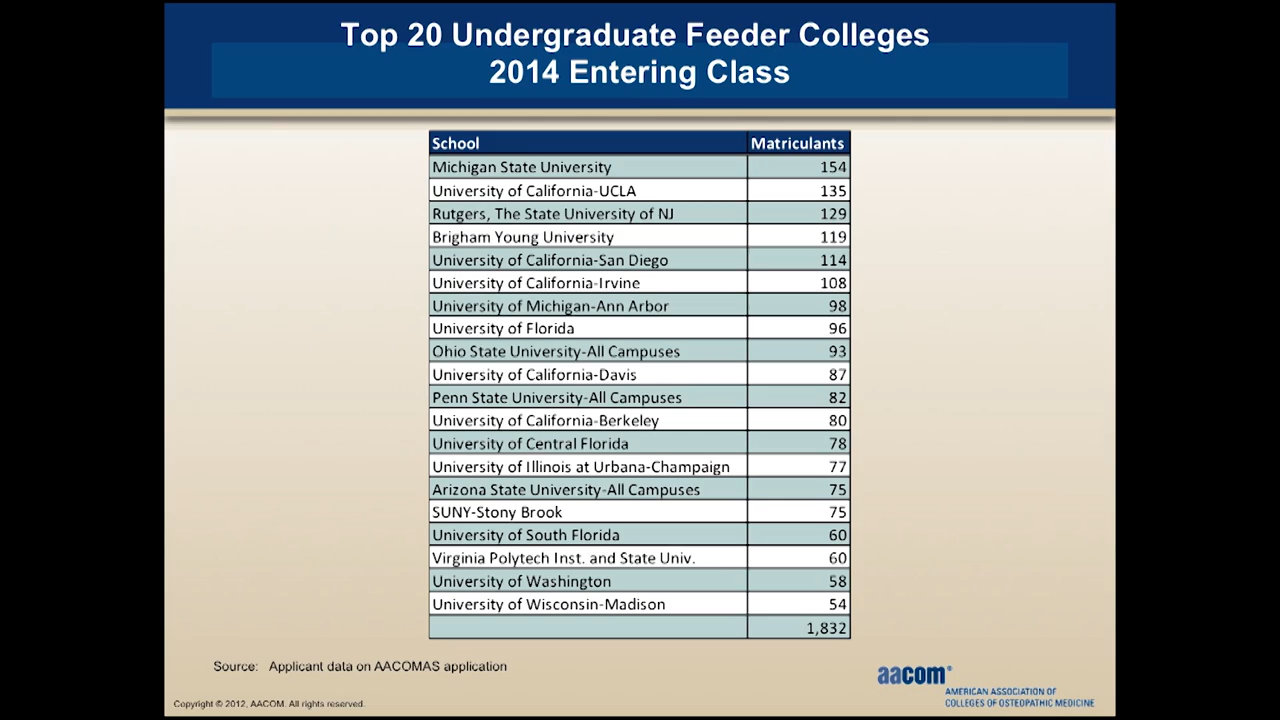 Top 20 Undergraduate Feeder Colleges
2014 Entering Class
School Matriculants
Michigan State University 154
University of California-UCLA 135
Rutgers, The State University of NJ 129
Brigham Young University 119
University of California-San Diego 114
University of California-Irvine 108
University of Michigan-Ann Arbor 98
University of Florida 96
Ohio State University-All Campuses 93
University of California-Davis 87
Penn State University-All Campuses 82
University of California-Berkeley 80
University of Central Florida 78
University of Illinois at Urbana-Champaign 77
Arizona State University-All Campuses 75
SUNY-Stony Brook 75
University of South Florida 60
Virginia Polytech Inst. and State Univ. 60
University of Washington 58
University of Wisconsin-Madison 54
1,832
Source: Applicant data on AACOMAS application
aacom®
AMERICAN ASSOCIATION OF
COLLEGES OF OSTEOPATHIC MEDICINE
Copyright © 2012, AACOM. All rights reserved.